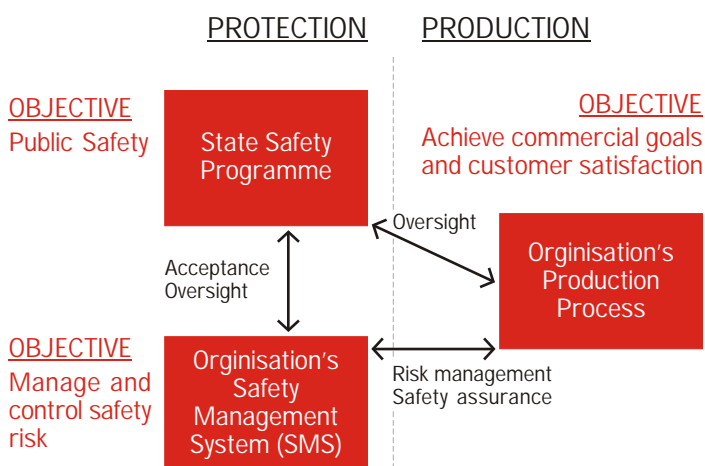 PROTECTION
PRODUCTION
OBJECTIVE
Public Safety
State Safety
Programme
OBJECTIVE
Achieve commercial goals
and customer satisfaction
Oversight
Acceptance
Oversight
Orginisation's
Production
Process
OBJECTIVE
Manage and
control safety
risk
Orginisation's
Safety
Management
System (SMS)
Risk management
Safety assurance